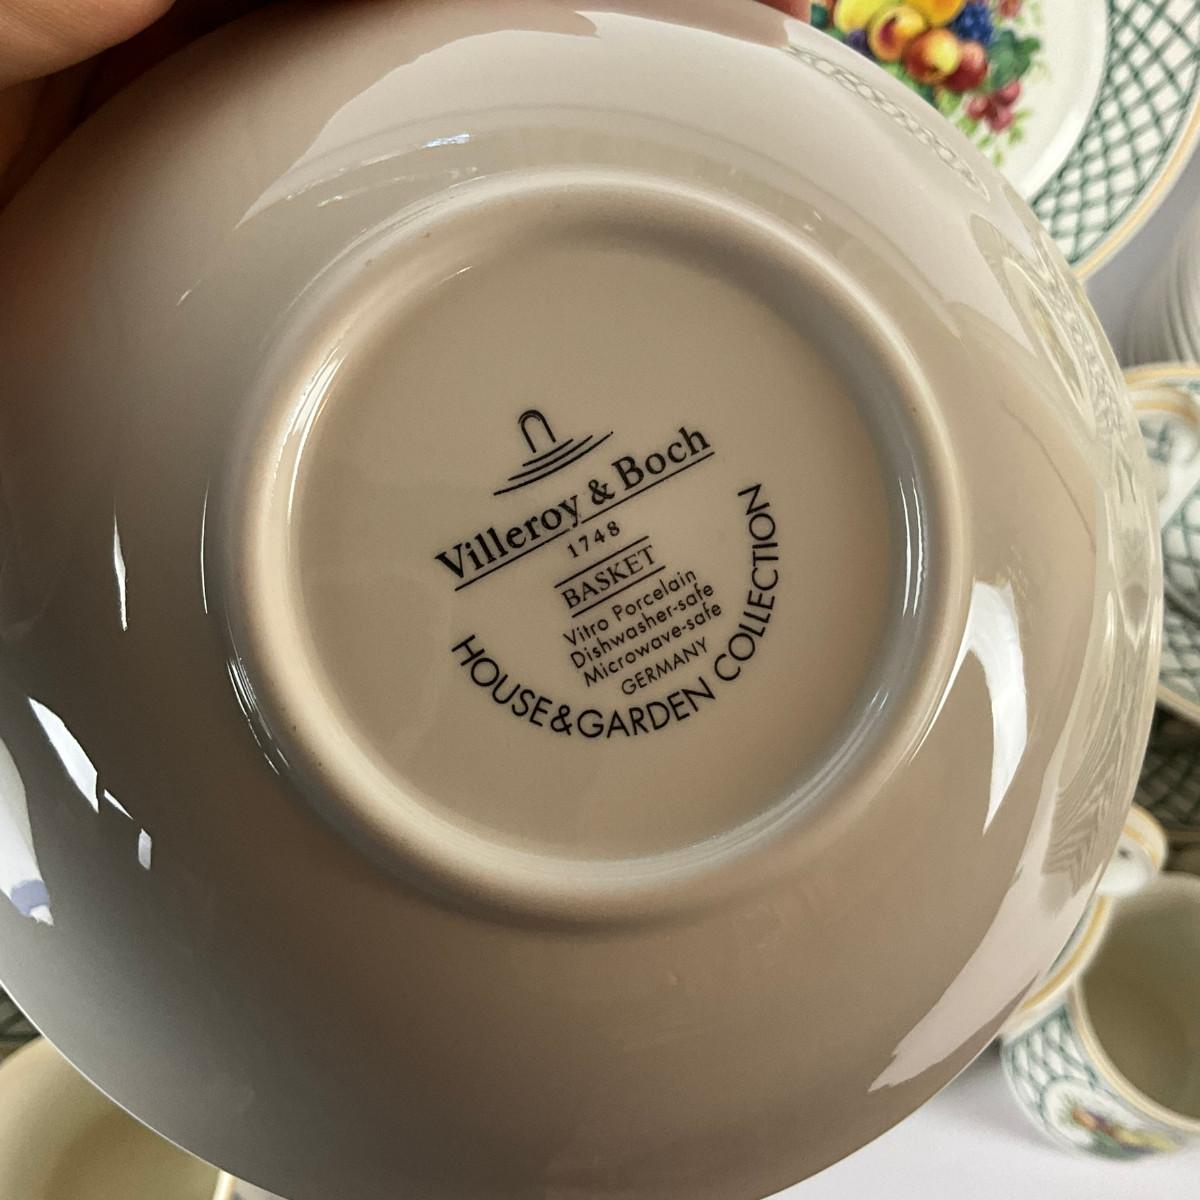 Villeroy & Boch
1748
BASKET
Vitro Porcelain
Dishwasher-safe
Microwave-safe
GERMANY
HOUSE&GARDEN COLLECTION